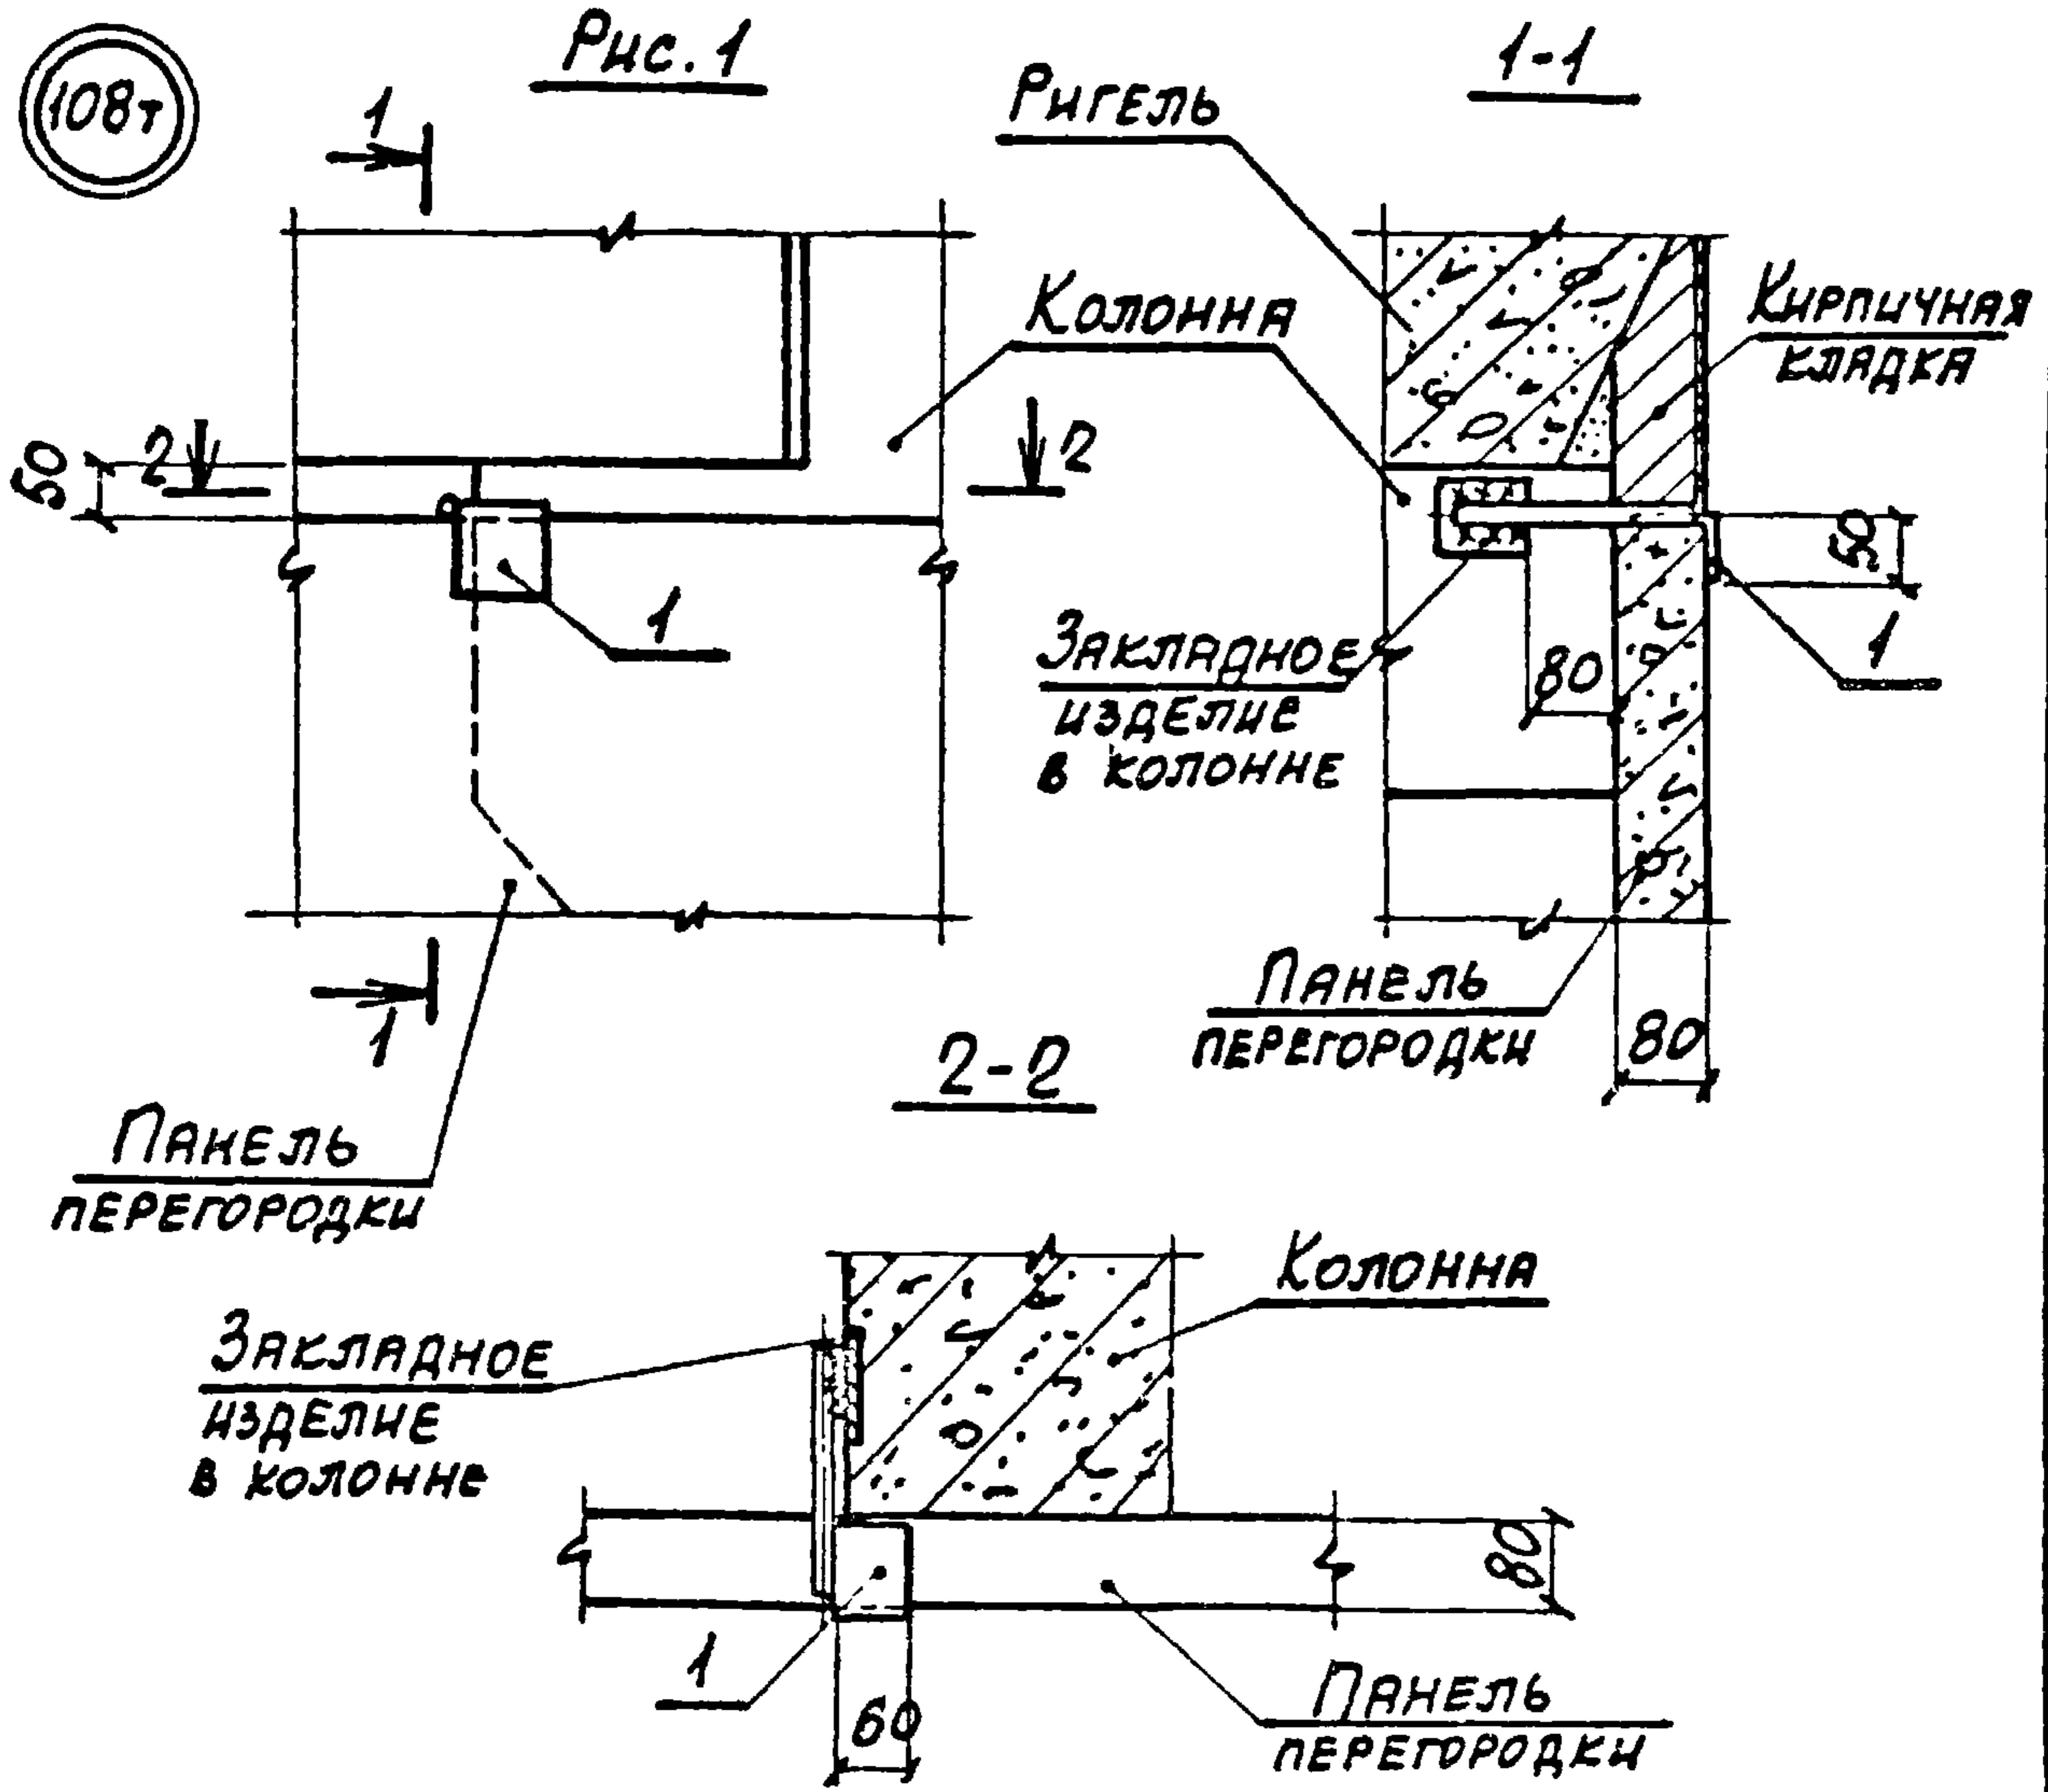 108т
Рис. 1
1-1
1
Ригель
Колонна
Кирпичная
кладка
50
2
2
50
1
1
Закладное
изделие
в колонне
80
1
Панель
перегородки
80
2-2
Панель
перегородки
Колонна
Закладное
изделие
в колонне
80
1
60
Панель
перегородки